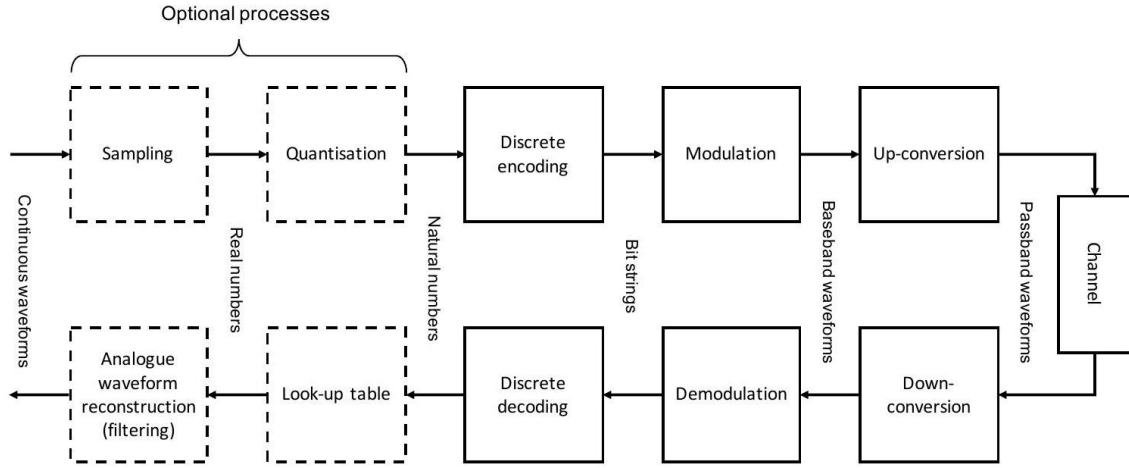 Optional processes
Sampling
Quantisation
Discrete
encoding
Modulation
Up-conversion
Continuous waveforms
Real numbers
Natural numbers
Bit strings
Baseband waveforms
Passband waveforms
Channel
Analogue
waveform
reconstruction
(filtering)
Look-up table
Discrete
decoding
Demodulation
Down-
conversion